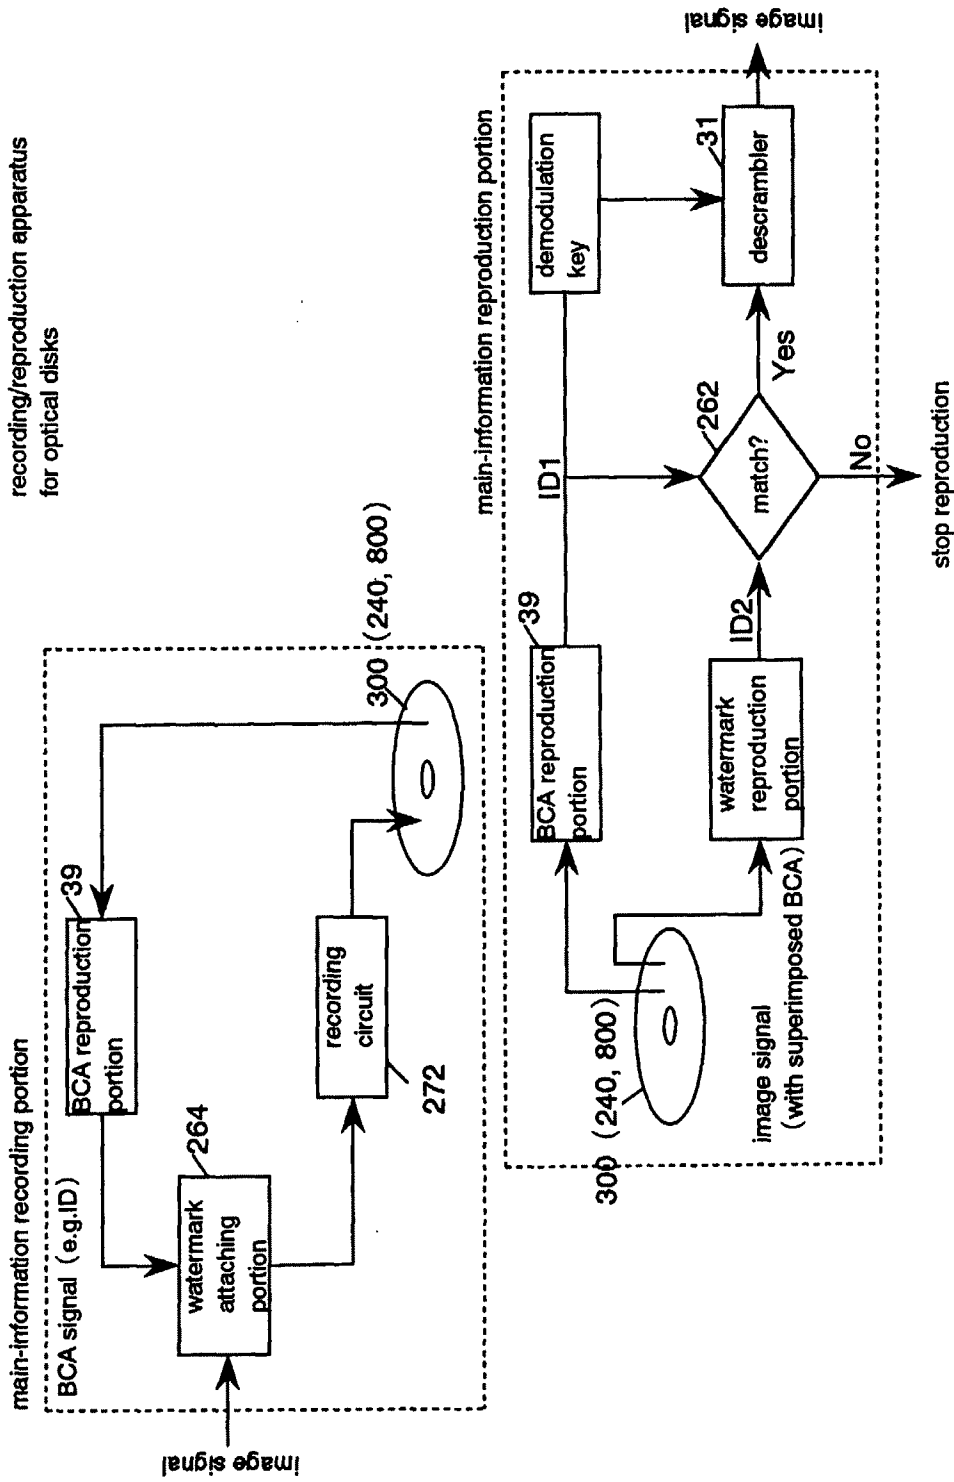 recording/reproduction apparatus
for optical disks
main-information recording portion
BCA signal (e.g.ID)
image signal
264
watermark
attaching
portion
39
BCA reproduction
portion
recording
circuit
272
300 (240, 800)
main-information reproduction portion
300 (240, 800)
image signal
(with superimposed BCA)
39
BCA reproduction
portion
watermark
reproduction
portion
ID1
ID2
262
match?
Yes
No
stop reproduction
demodulation
key
31
descrambler
image signal